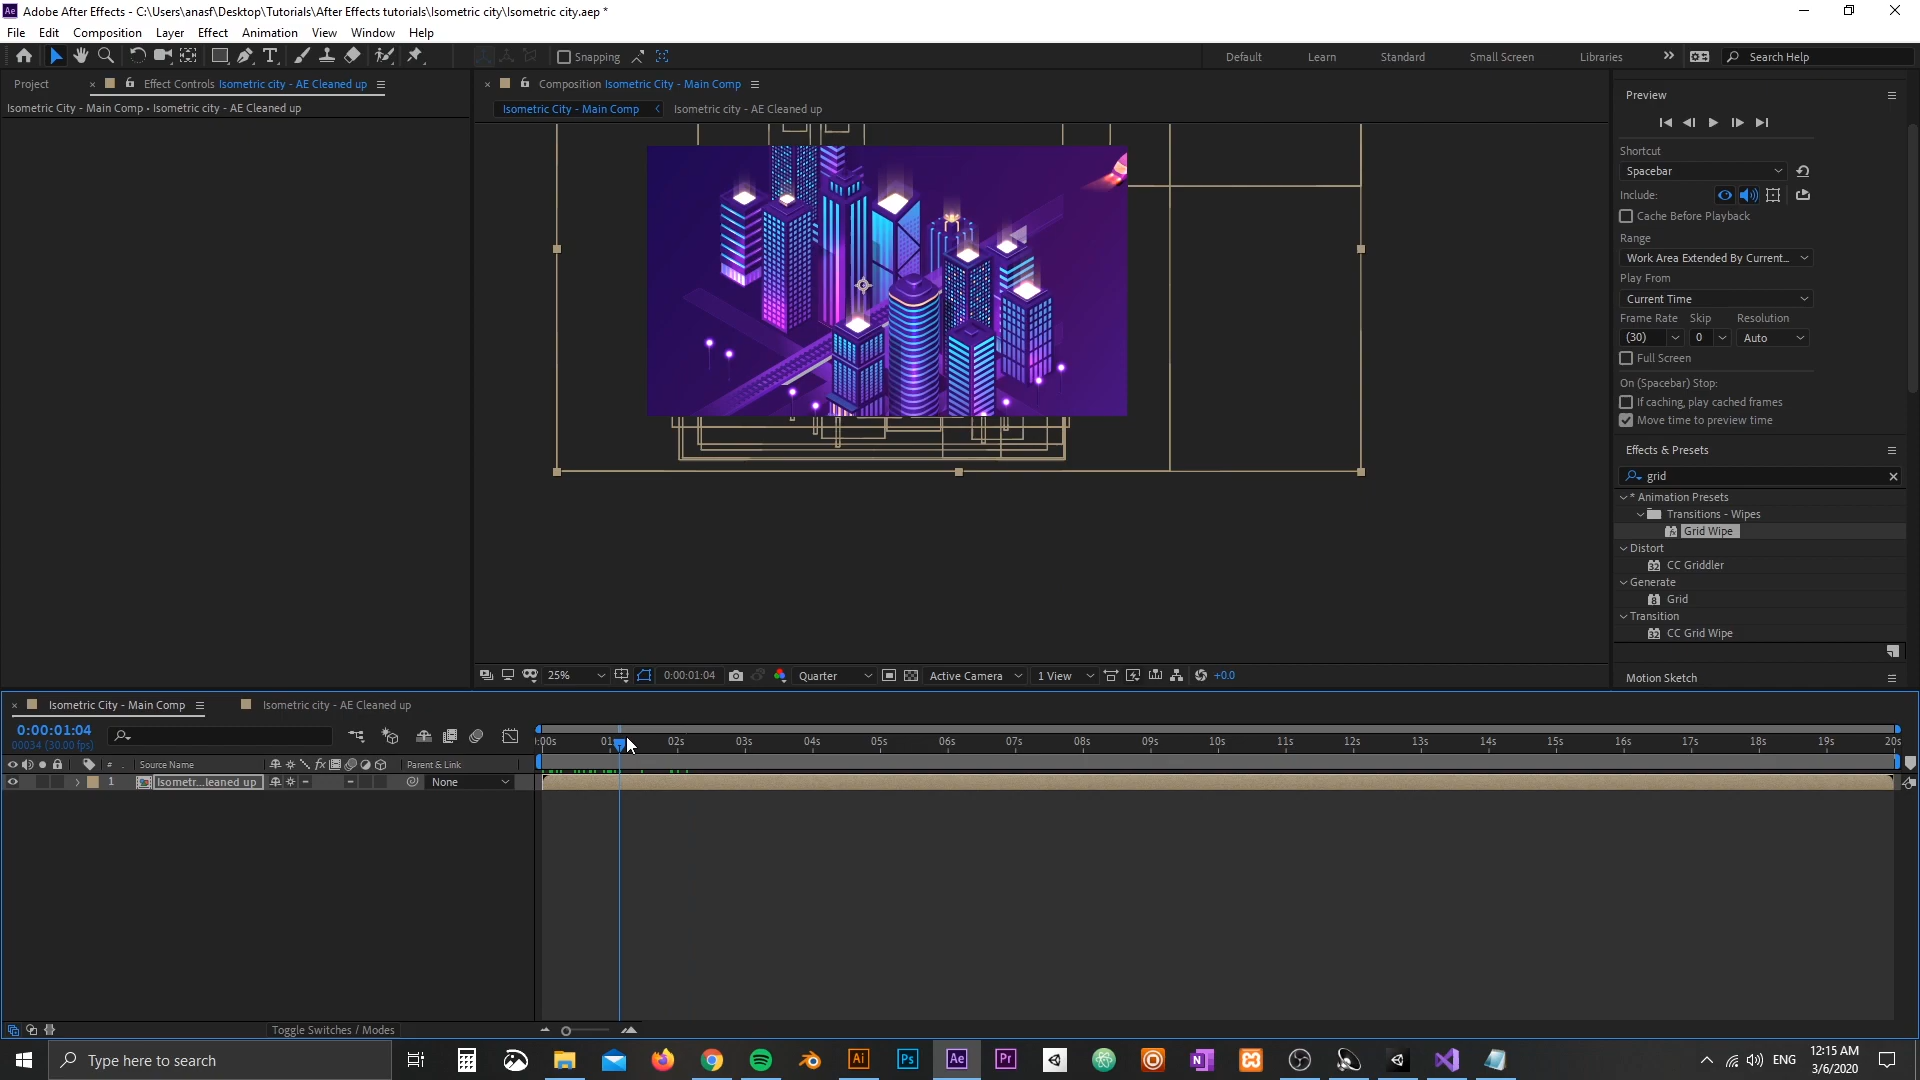 Adobe After Effects - C:\Users\anasf\Desktop\Tutorials\After Effects tutorials\Isometric city\Isometric city.aep *
File Edit Composition Layer Effect Animation View Window Help
Snapping
Default Learn Standard Small Screen Libraries Search Help
Project
Effect Controls Isometric city - AE Cleaned up
Isometric City - Main Comp • Isometric city - AE Cleaned up
Composition Isometric City - Main Comp
Isometric City - Main Comp Isometric city - AE Cleaned up
Preview
Shortcut
Spacebar
Include:
Cache Before Playback
Range
Work Area Extended By Current...
Play From
Current Time
Frame Rate Skip Resolution
(30) 0 Auto
Full Screen
On (Spacebar) Stop:
If caching, play cached frames
Move time to preview time
Effects & Presets
grid
* Animation Presets
Transitions - Wipes
Grid Wipe
Distort
CC Griddler
Generate
Grid
Transition
CC Grid Wipe
Motion Sketch
25% 0:00:01:04 Quarter Active Camera 1 View +0.0
Isometric City - Main Comp Isometric city - AE Cleaned up
0:00:01:04
00034 (30.00 fps)
:00s 01 02s 03s 04s 05s 06s 07s 08s 09s 10s 11s 12s 13s 14s 15s 16s 17s 18s 19s 20s
# Source Name Parent & Link
1 Isometr...leaned up None
Toggle Switches / Modes
Type here to search
ENG
12:15 AM
3/6/2020